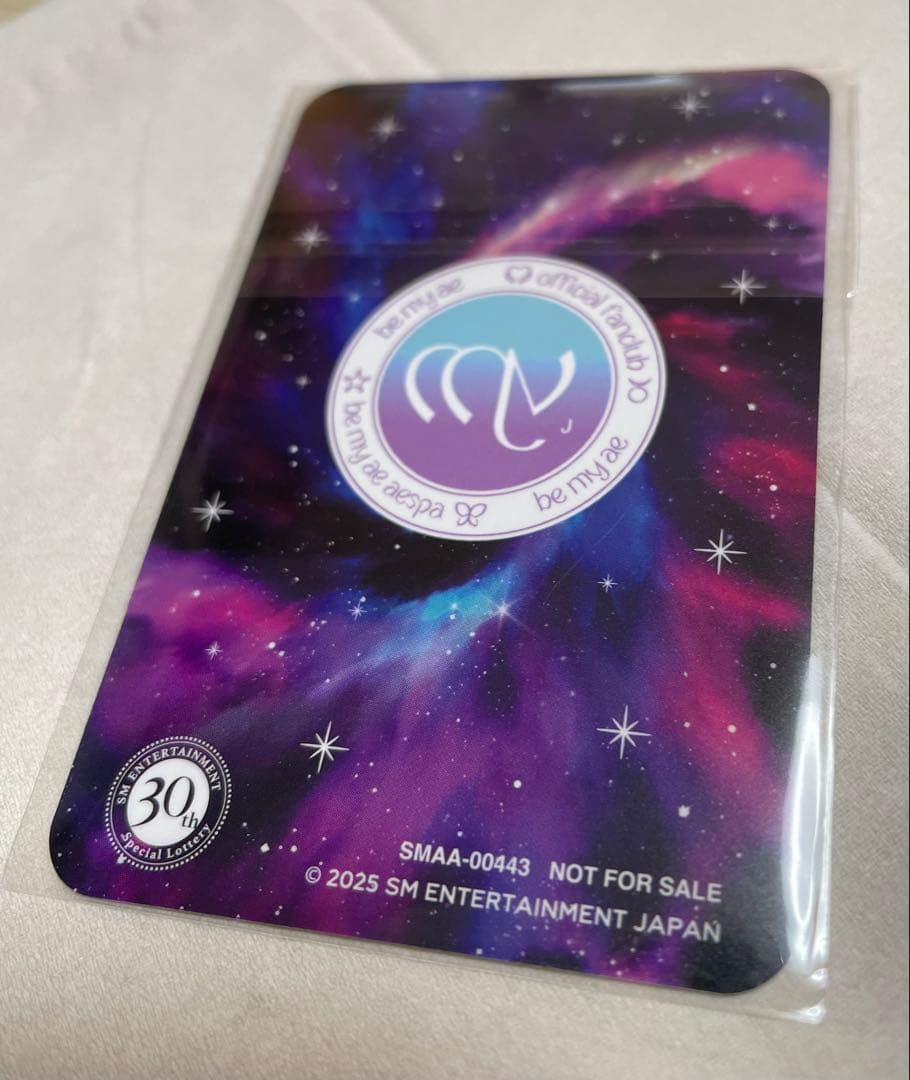 be my ae
official fanclub
be my ae
be my ae aespa
SM ENTERTAINMENT
30th
Special Lottery
SMAA-00443 NOT FOR SALE
© 2025 SM ENTERTAINMENT JAPAN